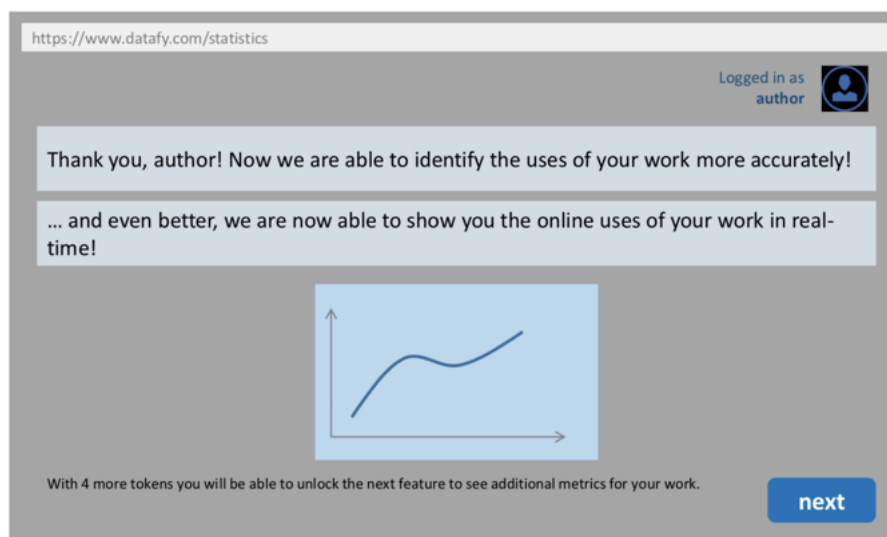 https://www.datafy.com/statistics
Logged in as
author
Thank you, author! Now we are able to identify the uses of your work more accurately!
... and even better, we are now able to show you the online uses of your work in real-
time!
With 4 more tokens you will be able to unlock the next feature to see additional metrics for your work.
next